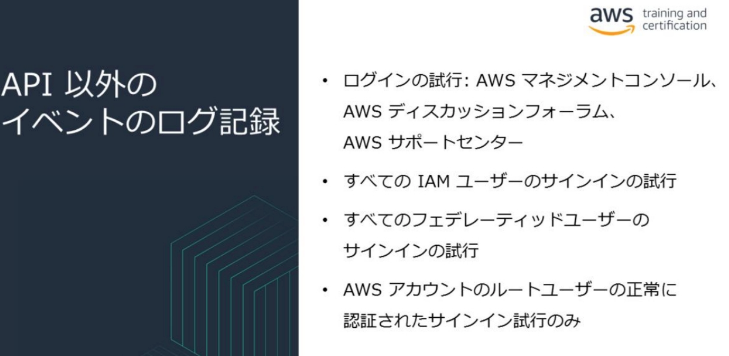 aws training and
certification
API 以外の
イベントのログ記録
• ログインの試行: AWS マネジメントコンソール、
AWS ディスカッションフォーラム、
AWS サポートセンター
• すべての IAM ユーザーのサインインの試行
• すべてのフェデレーティッドユーザーの
サインインの試行
• AWS アカウントのルートユーザーの正常に
認証されたサインイン試行のみ